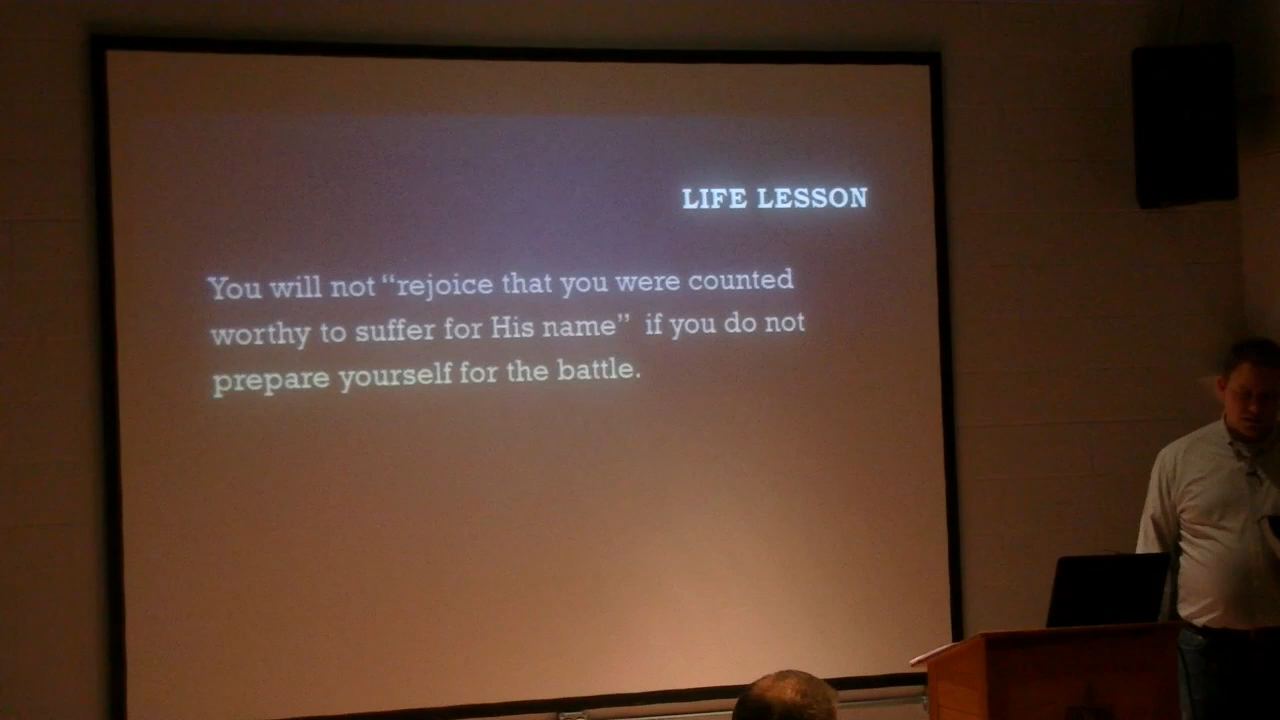 LIFE LESSON
You will not “rejoice that you were counted
worthy to suffer for His name” if you do not
prepare yourself for the battle.